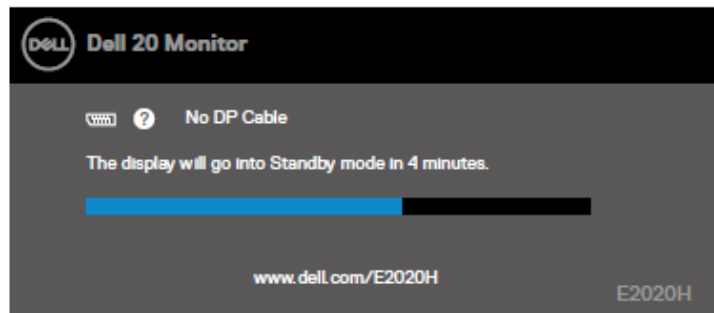 DELL Dell 20 Monitor
? No DP Cable
The display will go into Standby mode in 4 minutes.
www.dell.com/E2020H
E2020H